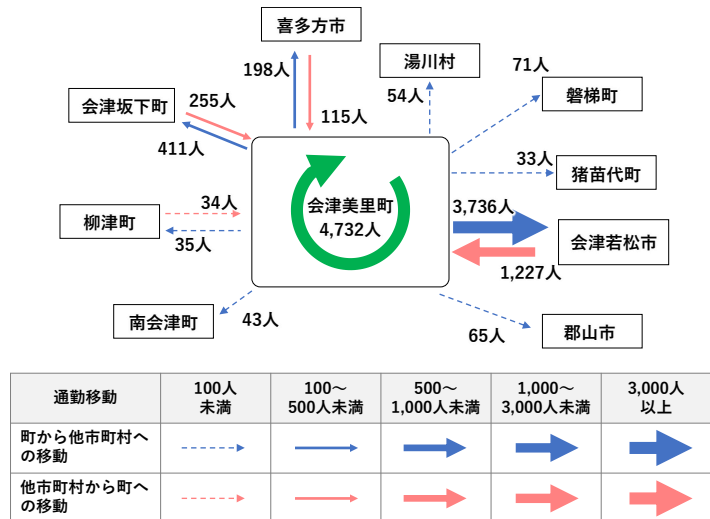 喜多方市
198人
115人
湯川村
54人
71人
磐梯町
会津坂下町
255人
411人
33人
猪苗代町
会津美里町
4,732人
柳津町
34人
35人
3,736人
会津若松市
1,227人
南会津町
43人
65人
郡山市
通勤移動
100人
未満
100～
500人未満
500～
1,000人未満
1,000～
3,000人未満
3,000人
以上
町から他市町村へ
の移動
他市町村から町へ
の移動